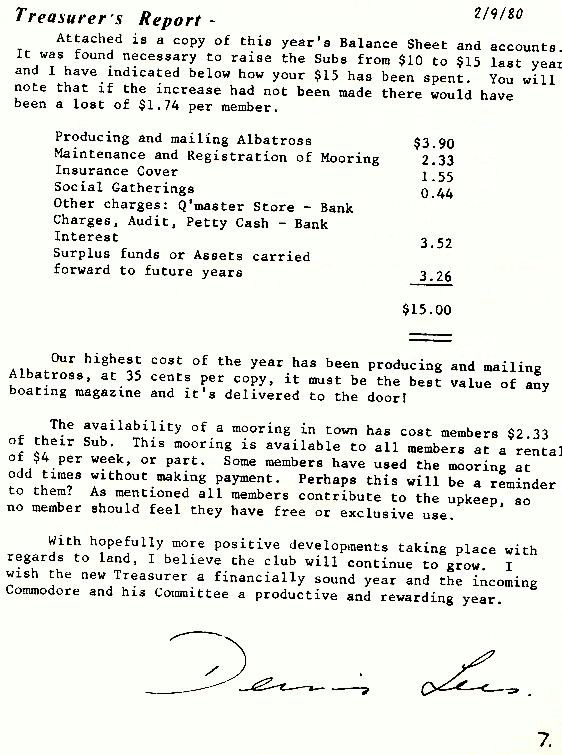 Treasurer's Report - 2/9/80
Attached is a copy of this year's Balance Sheet and accounts.
It was found necessary to raise the Subs from $10 to $15 last year
and I have indicated below how your $15 has been spent. You will
note that if the increase had not been made there would have
been a lost of $1.74 per member.
Producing and mailing Albatross $3.90
Maintenance and Registration of Mooring 2.33
Insurance Cover 1.55
Social Gatherings 0.44
Other charges: Q'master Store - Bank
Charges, Audit, Petty Cash - Bank
Interest 3.52
Surplus funds or Assets carried
forward to future years 3.26
$15.00
Our highest cost of the year has been producing and mailing
Albatross, at 35 cents per copy, it must be the best value of any
boating magazine and it's delivered to the door!
The availability of a mooring in town has cost members $2.33
of their Sub. This mooring is available to all members at a rental
of $4 per week, or part. Some members have used the mooring at
odd times without making payment. Perhaps this will be a reminder
to them? As mentioned all members contribute to the upkeep, so
no member should feel they have free or exclusive use.
With hopefully more positive developments taking place with
regards to land, I believe the club will continue to grow. I
wish the new Treasurer a financially sound year and the incoming
Commodore and his Committee a productive and rewarding year.
Dennis Lees.
7.